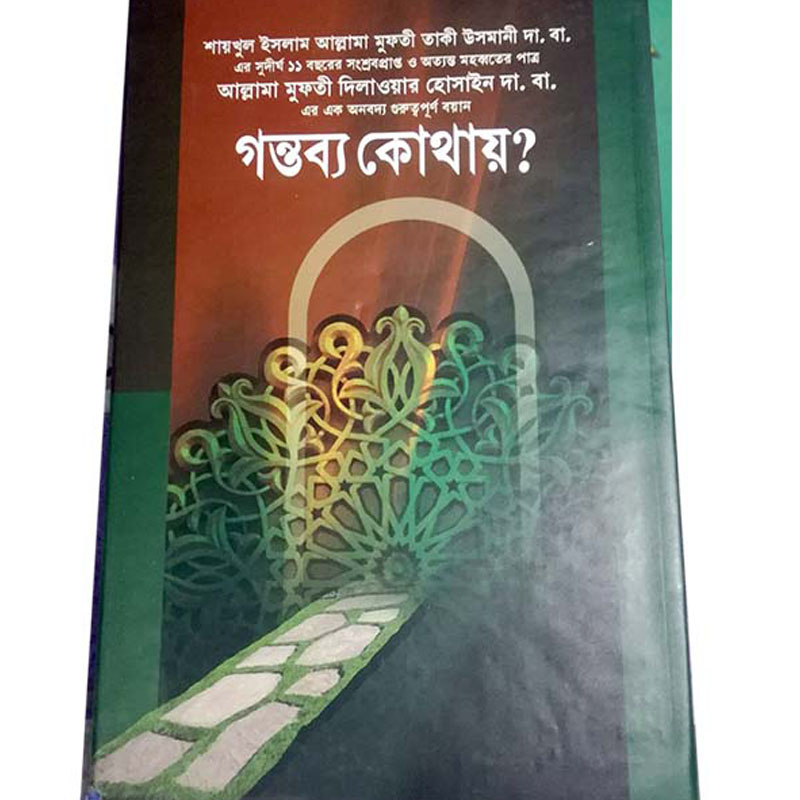 শায়খুল ইসলাম আল্লামা মুফতী তাকী উসমানী দা. বা.
এর সুদীর্ঘ ১১ বছরের সংশ্রবপ্রাপ্ত ও অত্যন্ত মহব্বতের পাত্র
আল্লামা মুফতী দিলাওয়ার হোসাইন দা. বা.
এর এক অনবদ্য গুরুত্বপূর্ণ বয়ান
গন্তব্য কোথায়?